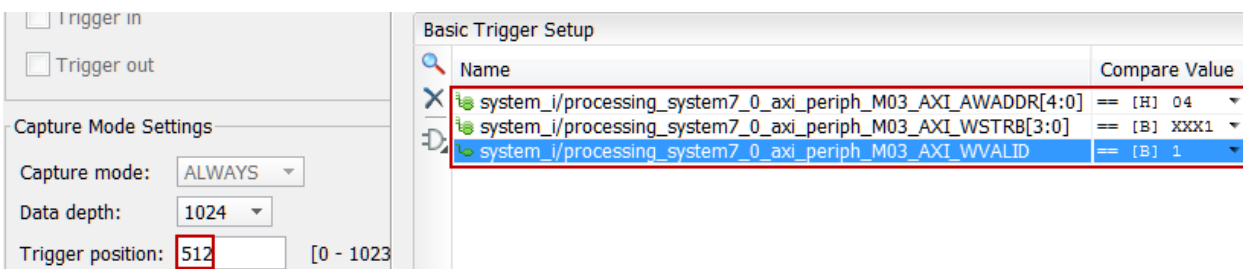 Trigger in
Trigger out
Capture Mode Settings
Capture mode: ALWAYS
Data depth: 1024
Trigger position: 512 [0 - 1023
Basic Trigger Setup
Name Compare Value
system_i/processing_system7_0_axi_periph_M03_AXI_AWADDR[4:0] == [H] 04
system_i/processing_system7_0_axi_periph_M03_AXI_WSTRB[3:0] == [B] XXX1
system_i/processing_system7_0_axi_periph_M03_AXI_WVALID == [B] 1